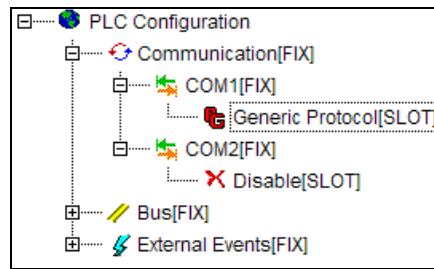 PLC Configuration
Communication[FIX]
COM1[FIX]
Generic Protocol[SLOT]
COM2[FIX]
Disable[SLOT]
Bus[FIX]
External Events[FIX]